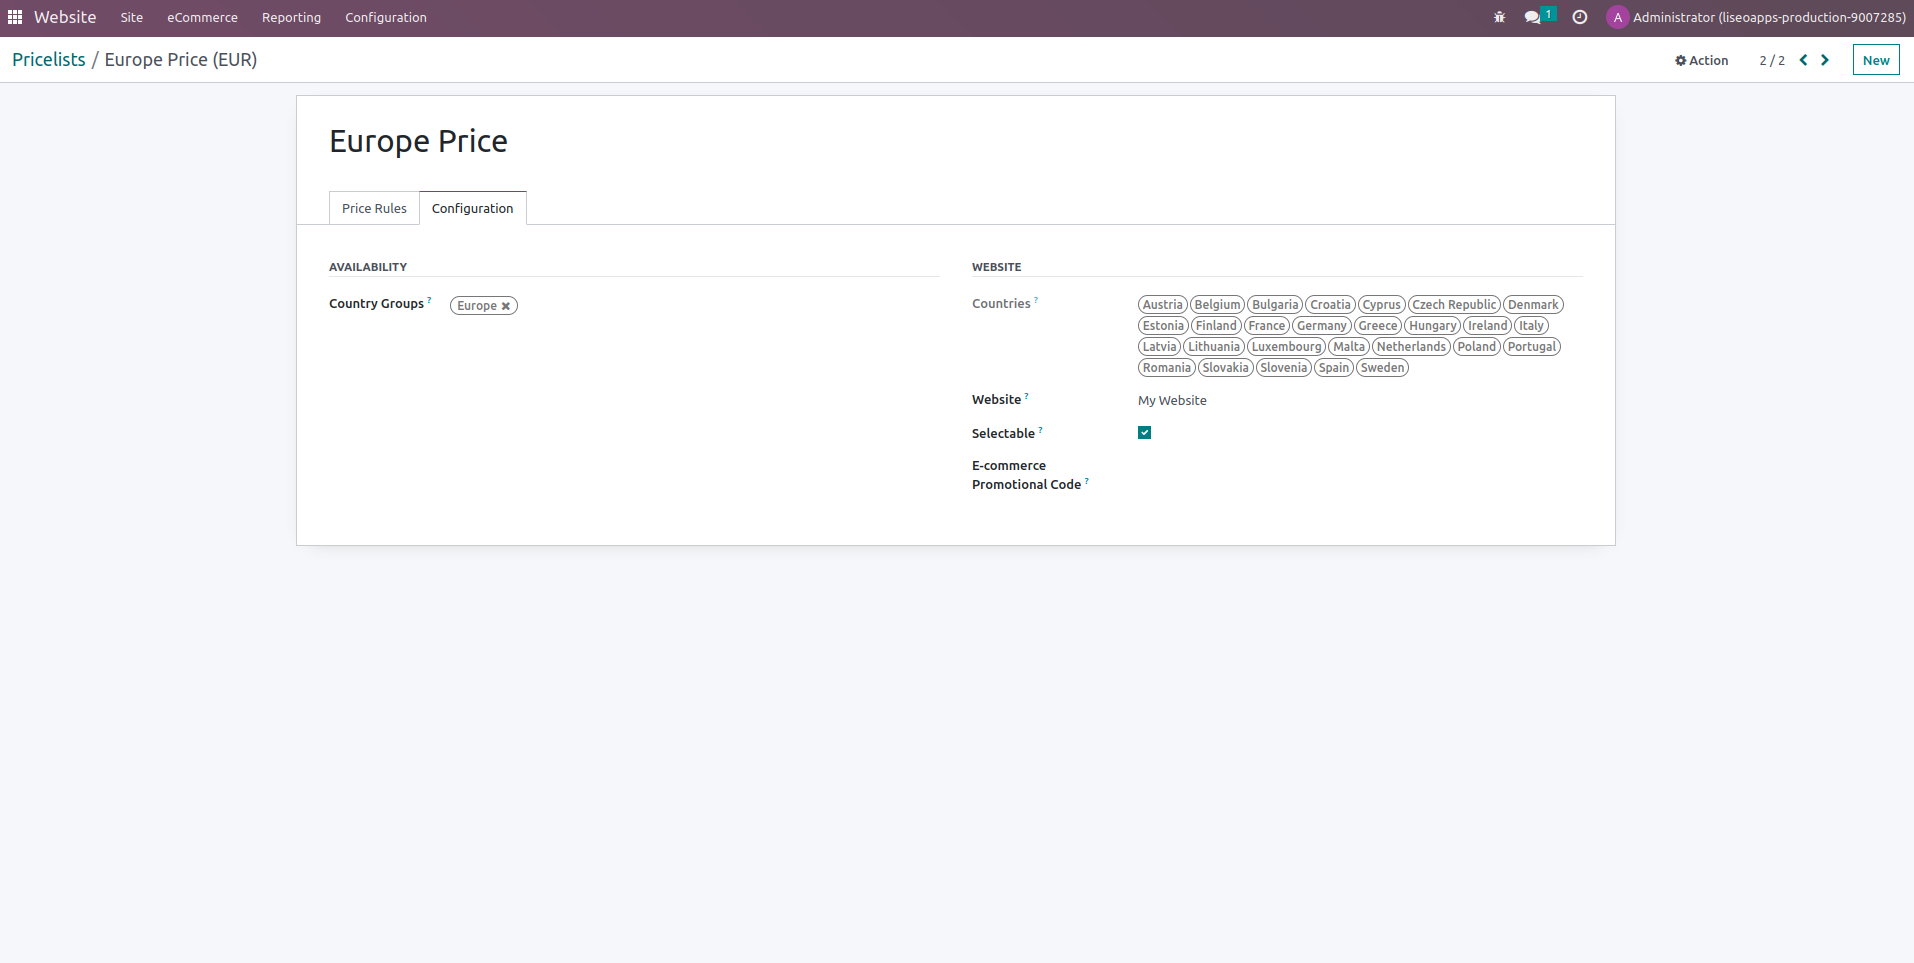 Website Site eCommerce Reporting Configuration 1 A Administrator (liseoapps-production-9007285)
Pricelists / Europe Price (EUR) Action 2 / 2 New
Europe Price
Price Rules Configuration
AVAILABILITY
Country Groups ? Europe ✖
WEBSITE
Countries ? Austria Belgium Bulgaria Croatia Cyprus Czech Republic Denmark
Estonia Finland France Germany Greece Hungary Ireland Italy
Latvia Lithuania Luxembourg Malta Netherlands Poland Portugal
Romania Slovakia Slovenia Spain Sweden
Website ? My Website
Selectable ?
E-commerce
Promotional Code ?